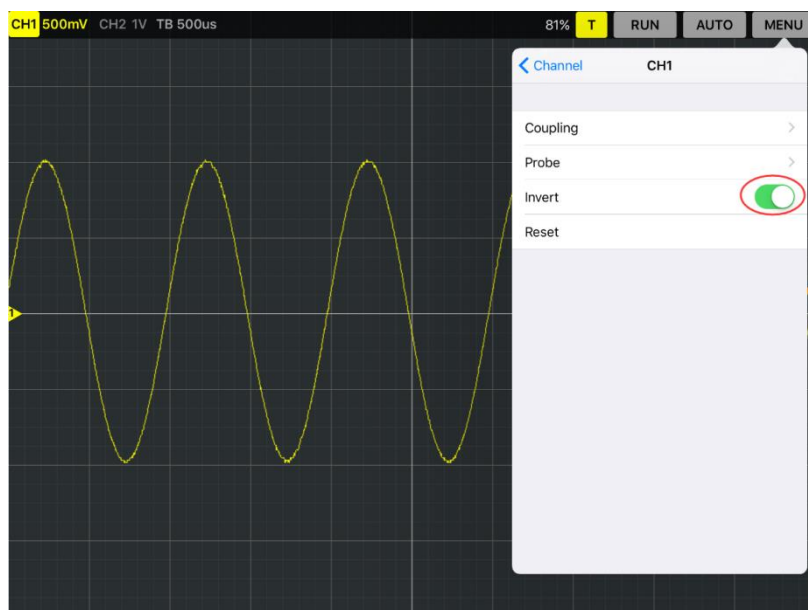 CH1 500mV CH2 1V TB 500us 81% T RUN AUTO MENU
Channel CH1
Coupling
Probe
Invert
Reset
1